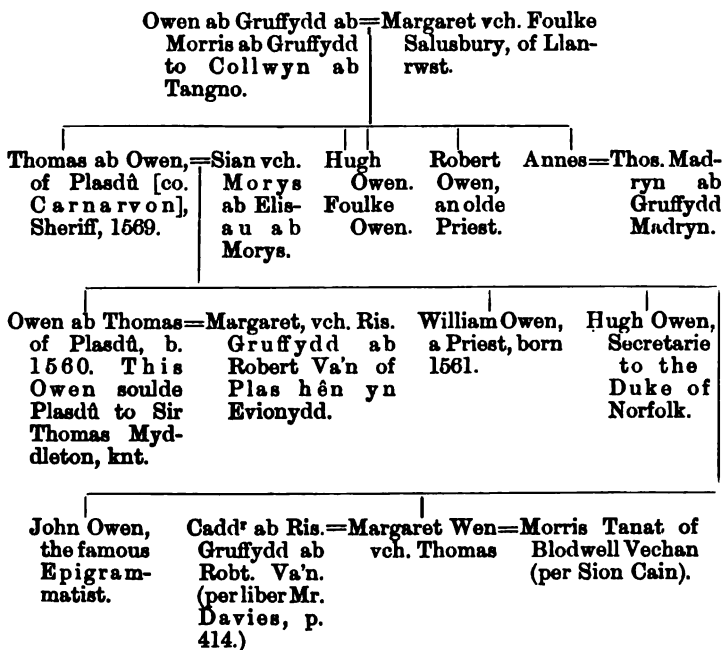 Owen ab Gruffydd ab=Margaret vch. Foulke
Morris ab Gruffydd Salusbury, of Llan-
to Collwyn ab rwst.
Tangno.
Thomas ab Owen,=Sian vch. Hugh Robert Annes=Thos. Mad-
of Plasdû [co. Morys Owen. Owen, ryn ab
Carnarvon], ab Elis- Foulke an olde Gruffydd
Sheriff, 1569. au ab Owen. Priest. Madryn.
Morys.
Owen ab Thomas=Margaret, vch. Ris. William Owen, Hugh Owen,
of Plasdû, b. Gruffydd ab a Priest, born Secretarie
1560. This Robert Va'n of 1561. to the
Owen soulde Plas hên yn Duke of
Plasdû to Sir Evionydd. Norfolk.
Thomas Myd-
dleton, knt.
John Owen, Caddʳ ab Ris.=Margaret Wen=Morris Tanat of
the famous Gruffydd ab vch. Thomas Blodwell Vechan
Epigram- Robt. Va'n. (per Sion Cain).
matist. (per liber Mr.
Davies, p.
414.)